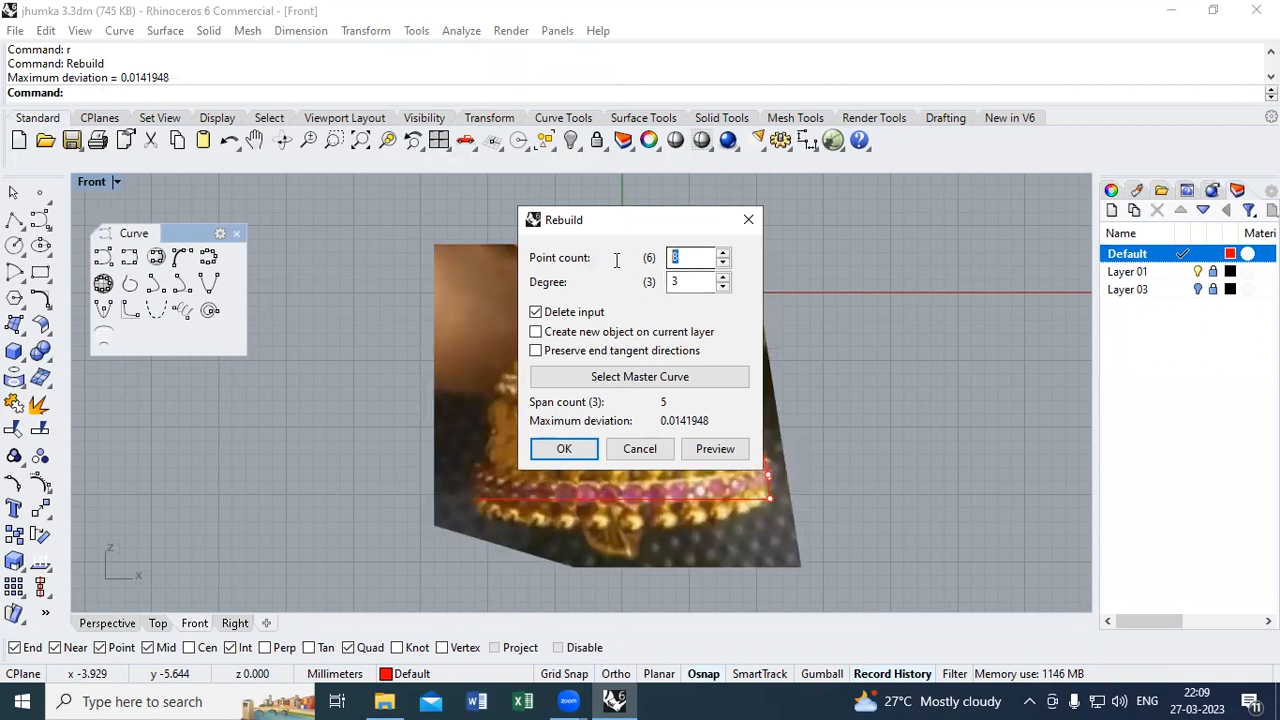 jhumka 3.3dm (745 KB) - Rhinoceros 6 Commercial - [Front]
File Edit View Curve Surface Solid Mesh Dimension Transform Tools Analyze Render Panels Help
Command: r
Command: Rebuild
Maximum deviation = 0.0141948
Command:
Standard CPlanes Set View Display Select Viewport Layout Visibility Transform Curve Tools Surface Tools Solid Tools Mesh Tools Render Tools Drafting New in V6
Front
Curve
Rebuild
Point count: (6) 8
Degree: (3) 3
Delete input
Create new object on current layer
Preserve end tangent directions
Select Master Curve
Span count (3): 5
Maximum deviation: 0.0141948
OK Cancel Preview
Name Materi
Default
Layer 01
Layer 03
z
x
Perspective Top Front Right
End Near Point Mid Cen Int Perp Tan Quad Knot Vertex Project Disable
CPlane x -3.929 y -5.644 z 0.000 Millimeters Default Grid Snap Ortho Planar Osnap SmartTrack Gumball Record History Filter Memory use: 1146 MB
Type here to search zoom 6 27°C Mostly cloudy ENG 22:09
27-03-2023